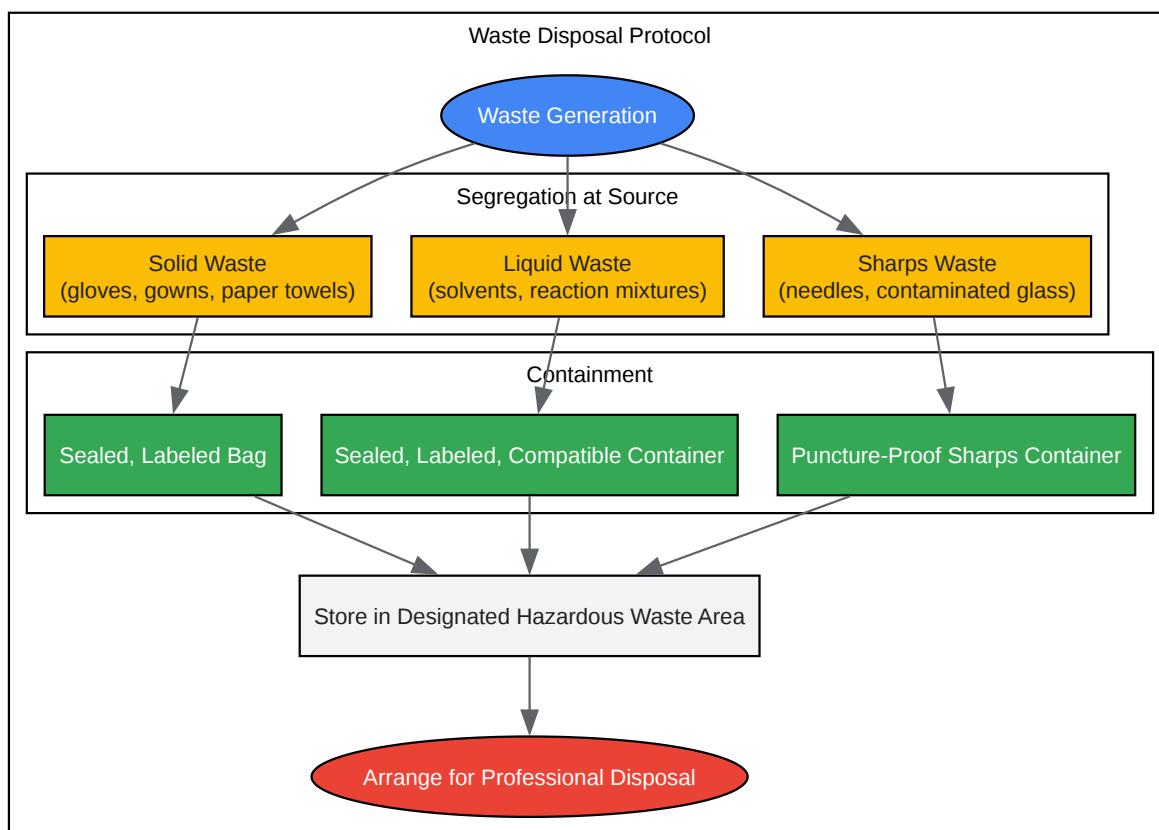 Waste Disposal Protocol
Waste Generation
Segregation at Source
Solid Waste
(gloves, gowns, paper towels)
Liquid Waste
(solvents, reaction mixtures)
Sharps Waste
(needles, contaminated glass)
Containment
Sealed, Labeled Bag
Sealed, Labeled, Compatible Container
Puncture-Proof Sharps Container
Store in Designated Hazardous Waste Area
Arrange for Professional Disposal